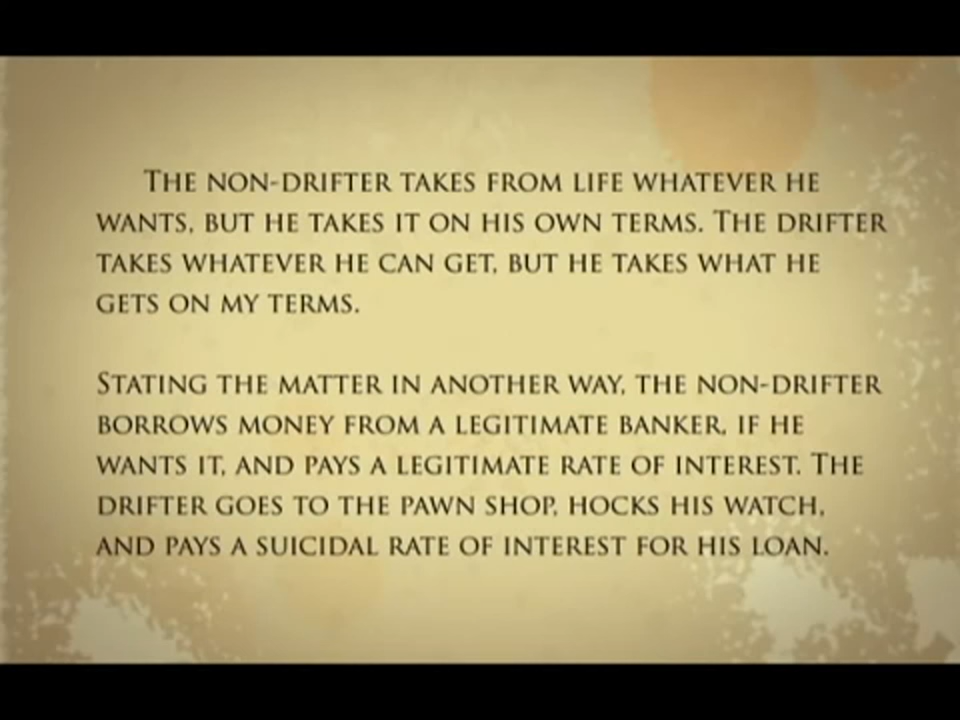 The non-drifter takes from life whatever he
wants, but he takes it on his own terms. The drifter
takes whatever he can get, but he takes what he
gets on my terms.
Stating the matter in another way, the non-drifter
borrows money from a legitimate banker, if he
wants it, and pays a legitimate rate of interest. The
drifter goes to the pawn shop, hocks his watch,
and pays a suicidal rate of interest for his loan.